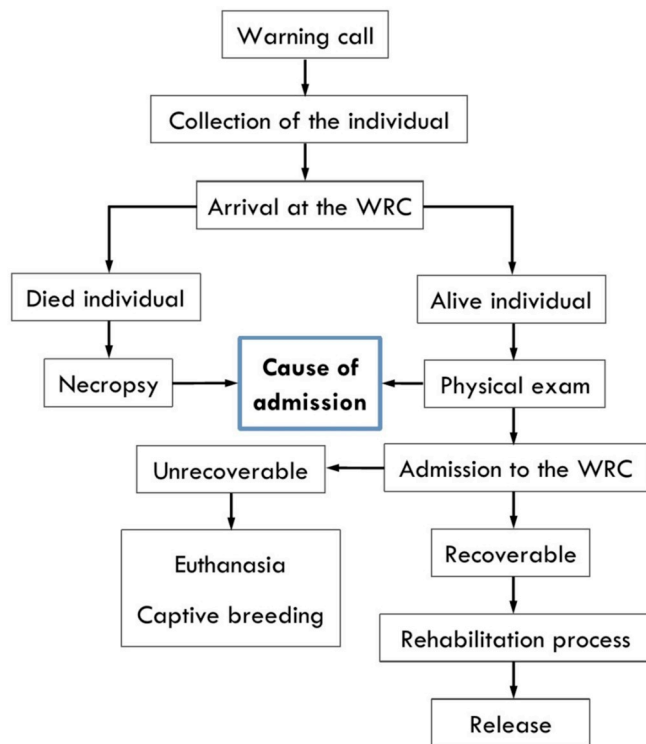 Warning call
Collection of the individual
Arrival at the WRC
Died individual
Alive individual
Necropsy
Cause of
admission
Physical exam
Unrecoverable
Admission to the WRC
Euthanasia
Captive breeding
Recoverable
Rehabilitation process
Release